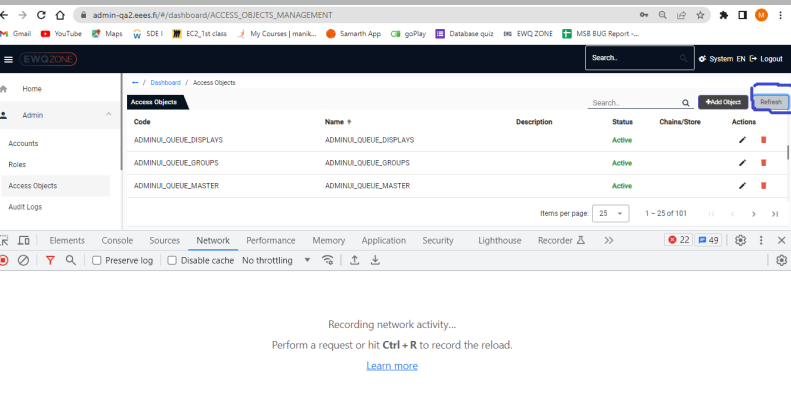 admin-qa2.eees.fi/#/dashboard/ACCESS_OBJECTS_MANAGEMENT
M
Gmail YouTube Maps SDE I EC2_1st class My Courses | manik... Samarth.App goPlay Database quiz EWQ ZONE MSB BUG Report -...
EWQZONE Search.. System EN Logout
Home
Admin
Accounts
Roles
Access Objects
Audit Logs
← / Dashboard / Access Objects
Access Objects Search.. +Add Object Refresh
Code Name Description Status Chains/Store Actions
ADMINUI_QUEUE_DISPLAYS ADMINUI_QUEUE_DISPLAYS Active
ADMINUI_QUEUE_GROUPS ADMINUI_QUEUE_GROUPS Active
ADMINUI_QUEUE_MASTER ADMINUI_QUEUE_MASTER Active
Items per page: 25 1 – 25 of 101
Elements Console Sources Network Performance Memory Application Security Lighthouse Recorder 22 49
Preserve log Disable cache No throttling
Recording network activity...
Perform a request or hit Ctrl + R to record the reload.
Learn more